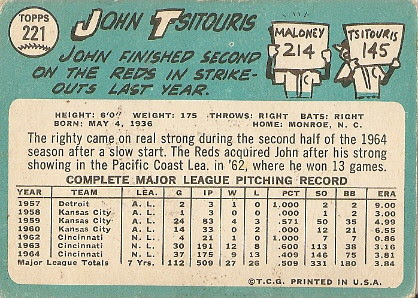 TOPPS
221
JOHN TSITOURIS
JOHN FINISHED SECOND
ON THE REDS IN STRIKE-
OUTS LAST YEAR.
MALONEY
214
TSITOURIS
145
HEIGHT: 6'0" WEIGHT: 175 THROWS: RIGHT BATS: RIGHT
BORN: MAY 4, 1936 HOME: MONROE, N. C.
The righty came on real strong during the second half of the 1964
season after a slow start. The Reds acquired John after his strong
showing in the Pacific Coast Lea. in '62, where he won 13 games.
COMPLETE MAJOR LEAGUE PITCHING RECORD
YEAR TEAM LEA. G IP W L PCT SO BB ERA
1957 Detroit A. L. 2 3 1 0 1.000 2 2 9.00
1958 Kansas City A. L. 1 3 0 0 — 1 2 3.00
1959 Kansas City A. L. 24 83 4 3 .571 50 35 4.99
1960 Kansas City A. L. 14 33 0 2 .000 12 21 6.55
1962 Cincinnati N. L. 4 21 1 0 1.000 7 7 0.86
1963 Cincinnati N. L. 30 191 12 8 .600 113 38 3.16
1964 Cincinnati N. L. 37 175 9 13 .409 146 75 3.81
Major League Totals 7 Yrs. 112 509 27 26 .509 331 180 3.84
© T.C.G. PRINTED IN U.S.A.